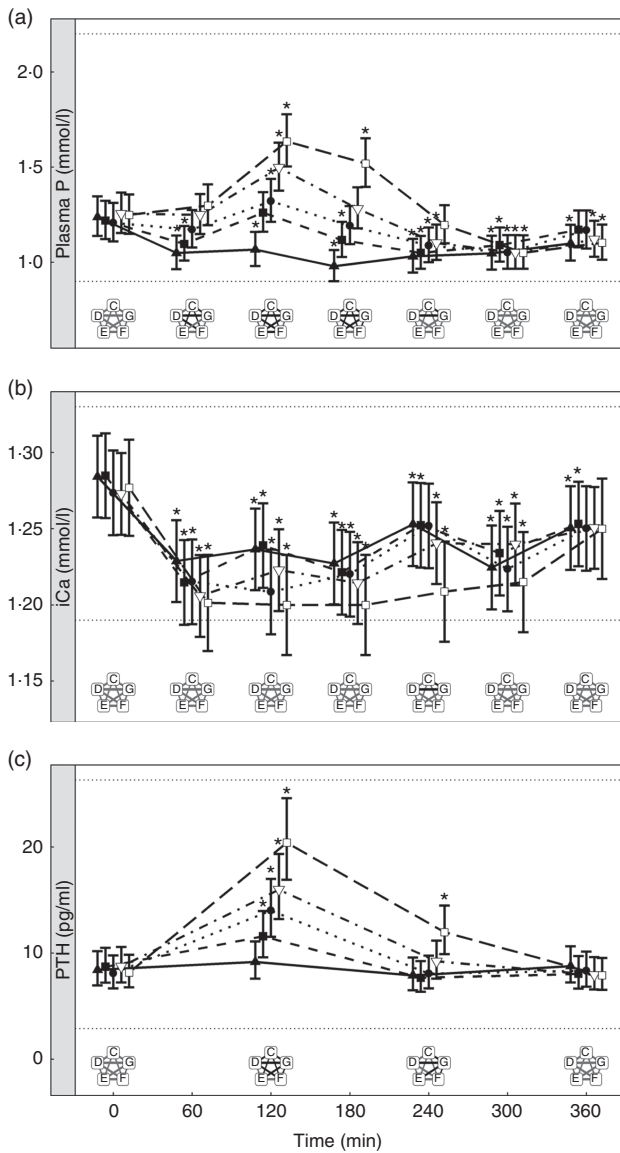 (a)
Plasma P (mmol/l)
2·0
1·5
1·0
* * * * * * * * * * * * * * * * * * * * * *
C C C C C C C
D G D G D G D G D G D G D G
E F E F E F E F E F E F E F
(b)
iCa (mmol/l)
1·30
1·25
1·20
1·15
C C C C C C C
D G D G D G D G D G D G D G
E F E F E F E F E F E F E F
(c)
PTH (pg/ml)
20
10
0
C C C C
D G D G D G D G
E F E F E F E F
0 60 120 180 240 300 360
Time (min)